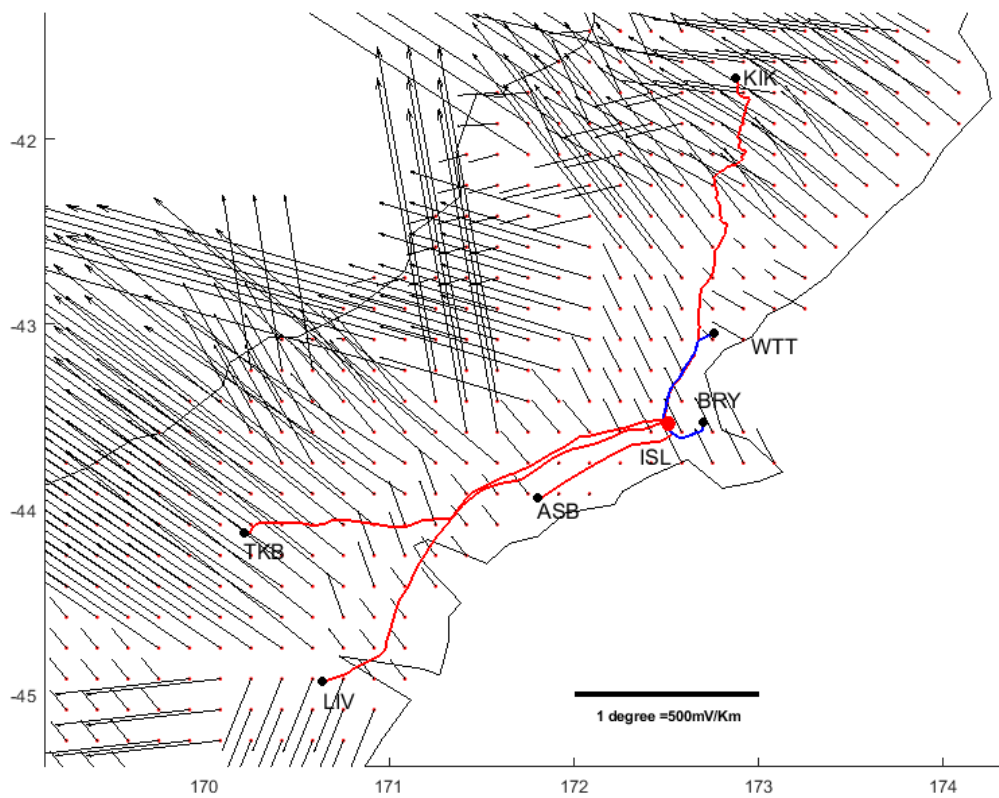 KIK
-42
-43
WTT
BRY
ISL
ASB
-44
TKB
LIV
-45
1 degree =500mV/Km
170
171
172
173
174